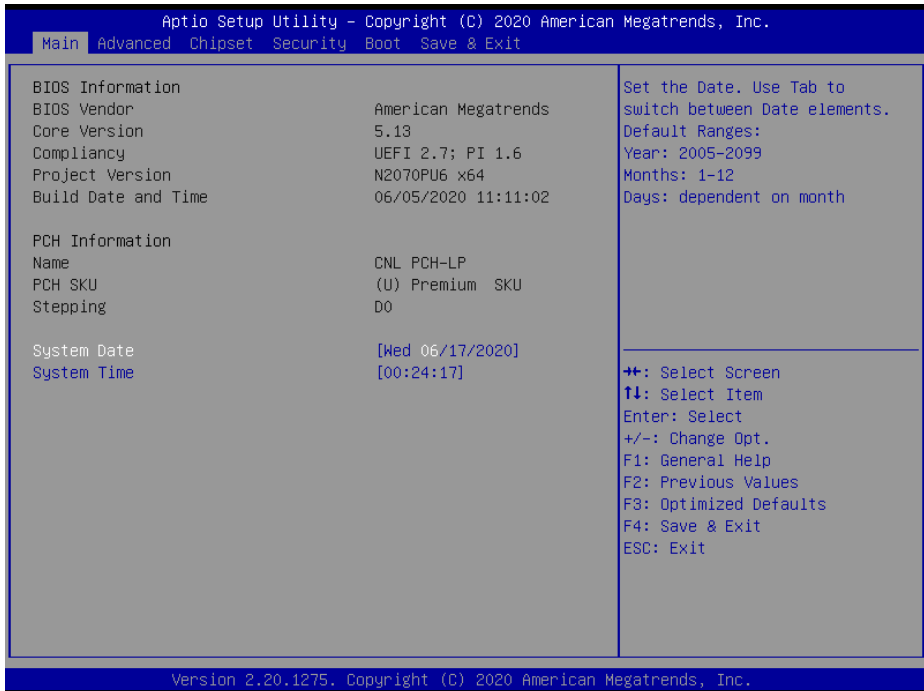 Aptio Setup Utility – Copyright (C) 2020 American Megatrends, Inc.
Main Advanced Chipset Security Boot Save & Exit
BIOS Information
BIOS Vendor American Megatrends
Core Version 5.13
Compliancy UEFI 2.7; PI 1.6
Project Version N2070PU6 x64
Build Date and Time 06/05/2020 11:11:02
PCH Information
Name CNL PCH-LP
PCH SKU (U) Premium SKU
Stepping D0
System Date [Wed 06/17/2020]
System Time [00:24:17]
Set the Date. Use Tab to
switch between Date elements.
Default Ranges:
Year: 2005-2099
Months: 1-12
Days: dependent on month
→←: Select Screen
↑↓: Select Item
Enter: Select
+/-: Change Opt.
F1: General Help
F2: Previous Values
F3: Optimized Defaults
F4: Save & Exit
ESC: Exit
Version 2.20.1275. Copyright (C) 2020 American Megatrends, Inc.